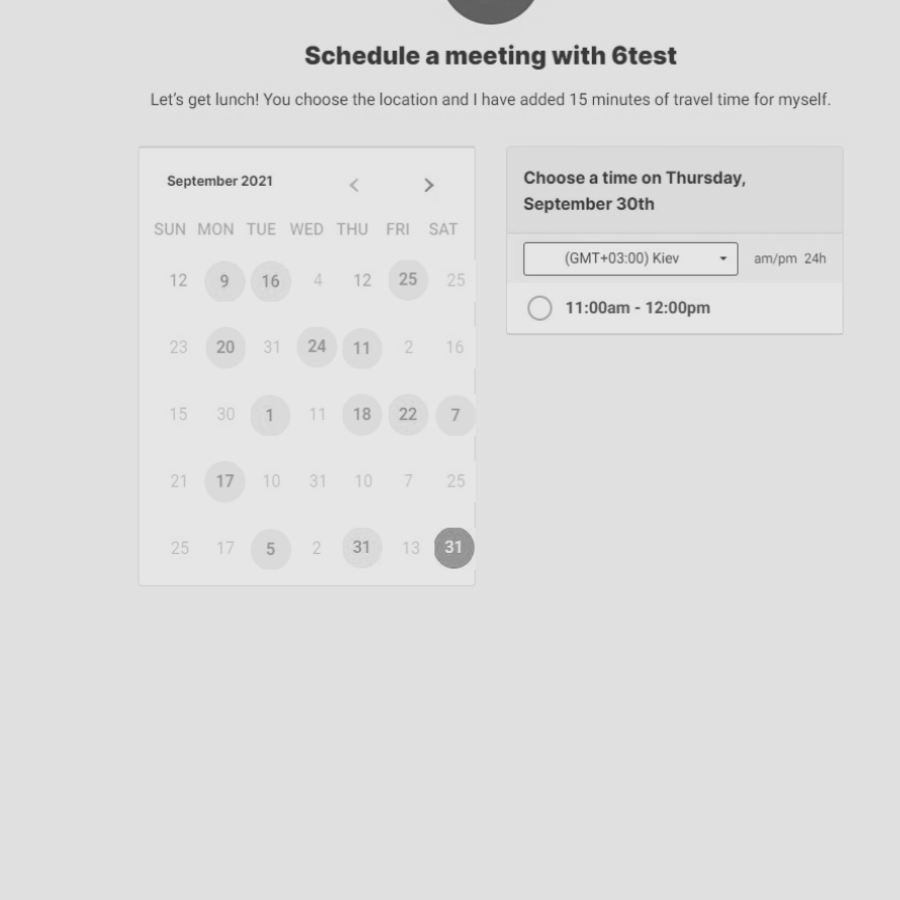 Schedule a meeting with 6test
Let's get lunch! You choose the location and I have added 15 minutes of travel time for myself.
September 2021
SUN MON TUE WED THU FRI SAT
12 9 16 4 12 25 25
23 20 31 24 11 2 16
15 30 1 11 18 22 7
21 17 10 31 10 7 25
25 17 5 2 31 13 31
Choose a time on Thursday,
September 30th
(GMT+03:00) Kiev am/pm 24h
11:00am - 12:00pm